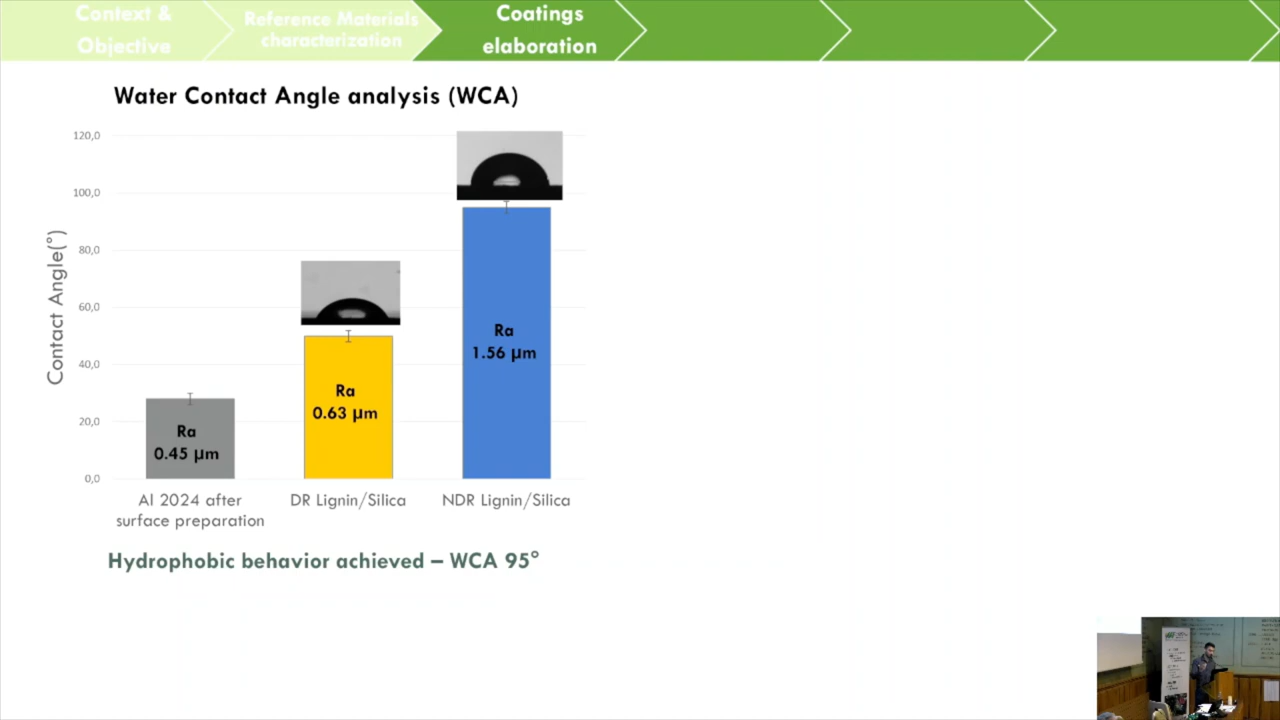 Context &
Objective
Reference Materials
characterization
Coatings
elaboration
Water Contact Angle analysis (WCA)
Contact Angle(°)
120,0
100,0
80,0
60,0
40,0
20,0
0,0
Ra
0.45 µm
Ra
0.63 µm
Ra
1.56 µm
Al 2024 after
surface preparation
DR Lignin/Silica
NDR Lignin/Silica
Hydrophobic behavior achieved – WCA 95°